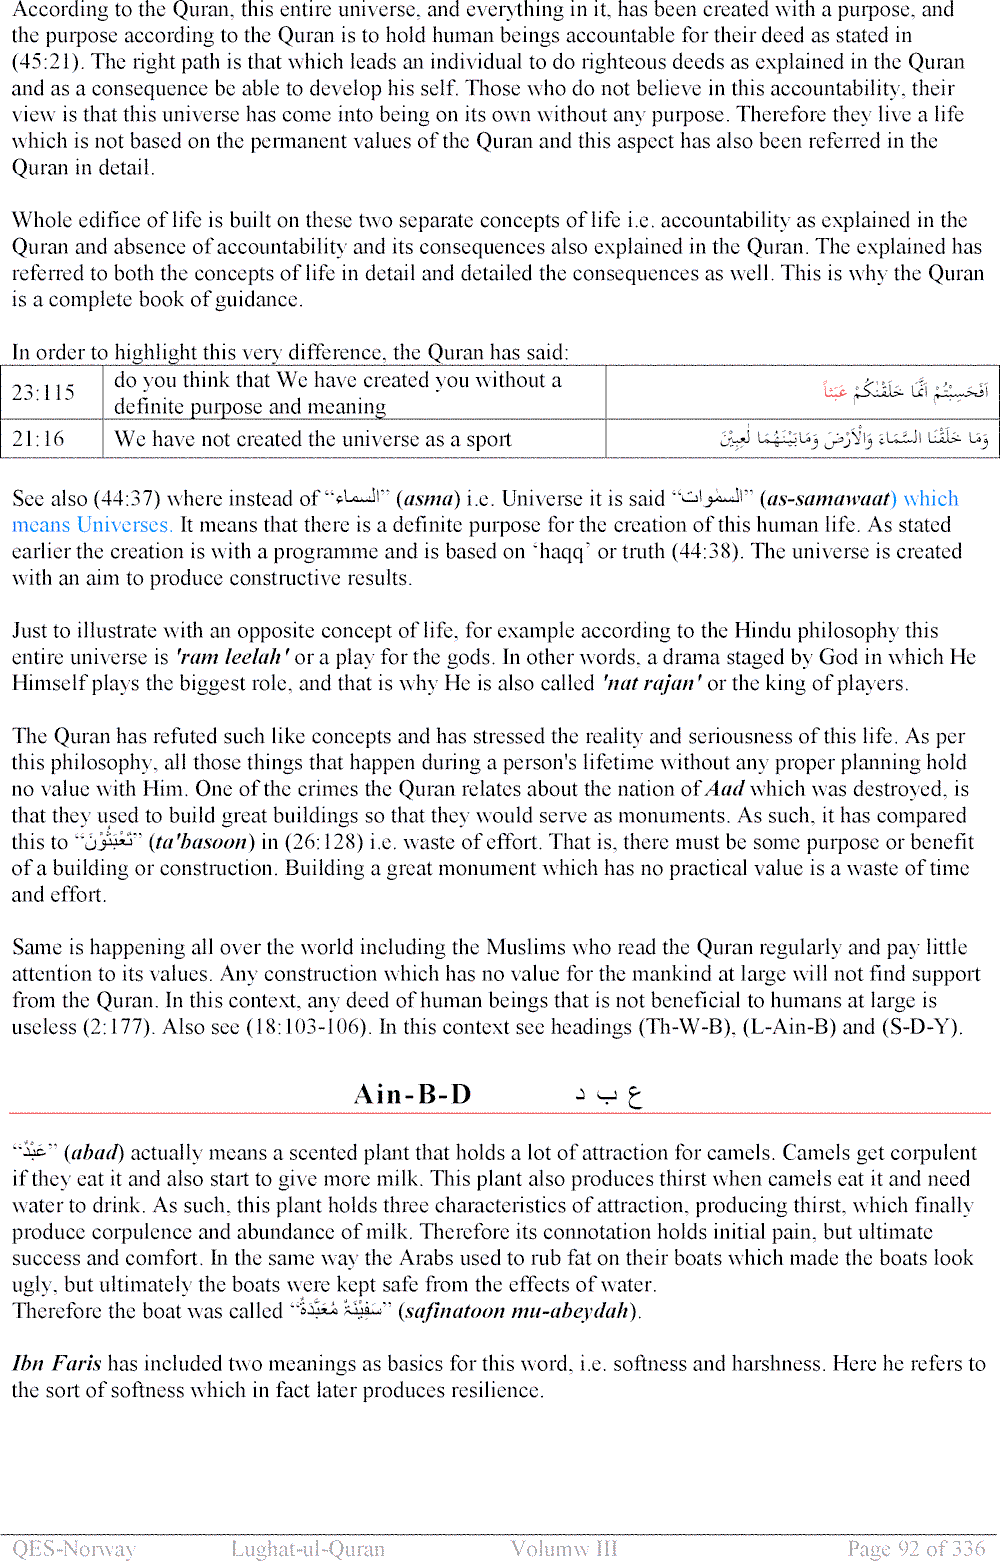 According to the Quran, this entire universe, and everything in it, has been created with a purpose, and
the purpose according to the Quran is to hold human beings accountable for their deed as stated in
(45:21). The right path is that which leads an individual to do righteous deeds as explained in the Quran
and as a consequence be able to develop his self. Those who do not believe in this accountability, their
view is that this universe has come into being on its own without any purpose. Therefore they live a life
which is not based on the permanent values of the Quran and this aspect has also been referred in the
Quran in detail.
Whole edifice of life is built on these two separate concepts of life i.e. accountability as explained in the
Quran and absence of accountability and its consequences also explained in the Quran. The explained has
referred to both the concepts of life in detail and detailed the consequences as well. This is why the Quran
is a complete book of guidance.
In order to highlight this very difference, the Quran has said:
23:115 do you think that We have created you without a
definite purpose and meaning اَفَحَسِبْتُمْ اَنَّمَا خَلَقْنٰكُمْ عَبَثاً
21:16 We have not created the universe as a sport وَمَا خَلَقْنَا السَّمَاءَ وَالْاَرْضَ وَمَابَيْنَهُمَا لٰعِبِيْنَ
See also (44:37) where instead of “السماء” (asma) i.e. Universe it is said “السمٰوات” (as-samawaat) which
means Universes. It means that there is a definite purpose for the creation of this human life. As stated
earlier the creation is with a programme and is based on ‘haqq’ or truth (44:38). The universe is created
with an aim to produce constructive results.
Just to illustrate with an opposite concept of life, for example according to the Hindu philosophy this
entire universe is 'ram leelah' or a play for the gods. In other words, a drama staged by God in which He
Himself plays the biggest role, and that is why He is also called 'nat rajan' or the king of players.
The Quran has refuted such like concepts and has stressed the reality and seriousness of this life. As per
this philosophy, all those things that happen during a person's lifetime without any proper planning hold
no value with Him. One of the crimes the Quran relates about the nation of Aad which was destroyed, is
that they used to build great buildings so that they would serve as monuments. As such, it has compared
this to “تَعْبَثُوْنَ” (ta'basoon) in (26:128) i.e. waste of effort. That is, there must be some purpose or benefit
of a building or construction. Building a great monument which has no practical value is a waste of time
and effort.
Same is happening all over the world including the Muslims who read the Quran regularly and pay little
attention to its values. Any construction which has no value for the mankind at large will not find support
from the Quran. In this context, any deed of human beings that is not beneficial to humans at large is
useless (2:177). Also see (18:103-106). In this context see headings (Th-W-B), (L-Ain-B) and (S-D-Y).
Ain-B-D ع ب د
“عَبْدٌ” (abad) actually means a scented plant that holds a lot of attraction for camels. Camels get corpulent
if they eat it and also start to give more milk. This plant also produces thirst when camels eat it and need
water to drink. As such, this plant holds three characteristics of attraction, producing thirst, which finally
produce corpulence and abundance of milk. Therefore its connotation holds initial pain, but ultimate
success and comfort. In the same way the Arabs used to rub fat on their boats which made the boats look
ugly, but ultimately the boats were kept safe from the effects of water.
Therefore the boat was called “سَفِيْنَةٌ مُعَبَّدَةٌ” (safinatoon mu-abeydah).
Ibn Faris has included two meanings as basics for this word, i.e. softness and harshness. Here he refers to
the sort of softness which in fact later produces resilience.
QES-Norway Lughat-ul-Quran Volumw III Page 92 of 336